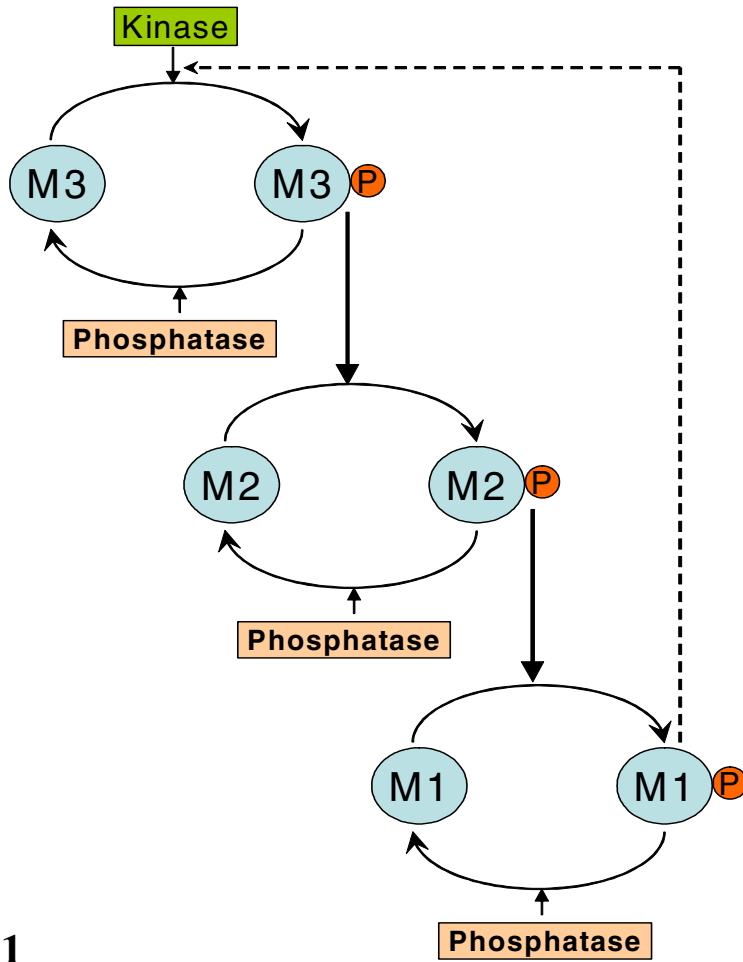 Kinase
M3 M3 P
Phosphatase
M2 M2 P
Phosphatase
M1 M1 P
Phosphatase
1